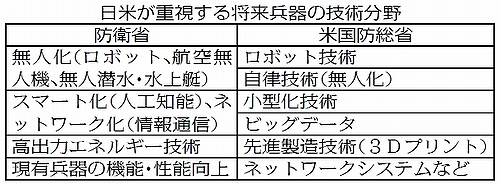 日米が重視する将来兵器の技術分野
防衛省 米国防総省
無人化(ロボット、航空無 ロボット技術
人機、無人潜水・水上艇) 自律技術(無人化)
スマート化(人工知能)、ネ 小型化技術
ットワーク化(情報通信) ビッグデータ
高出力エネルギー技術 先進製造技術(3Dプリント)
現有兵器の機能・性能向上 ネットワークシステムなど